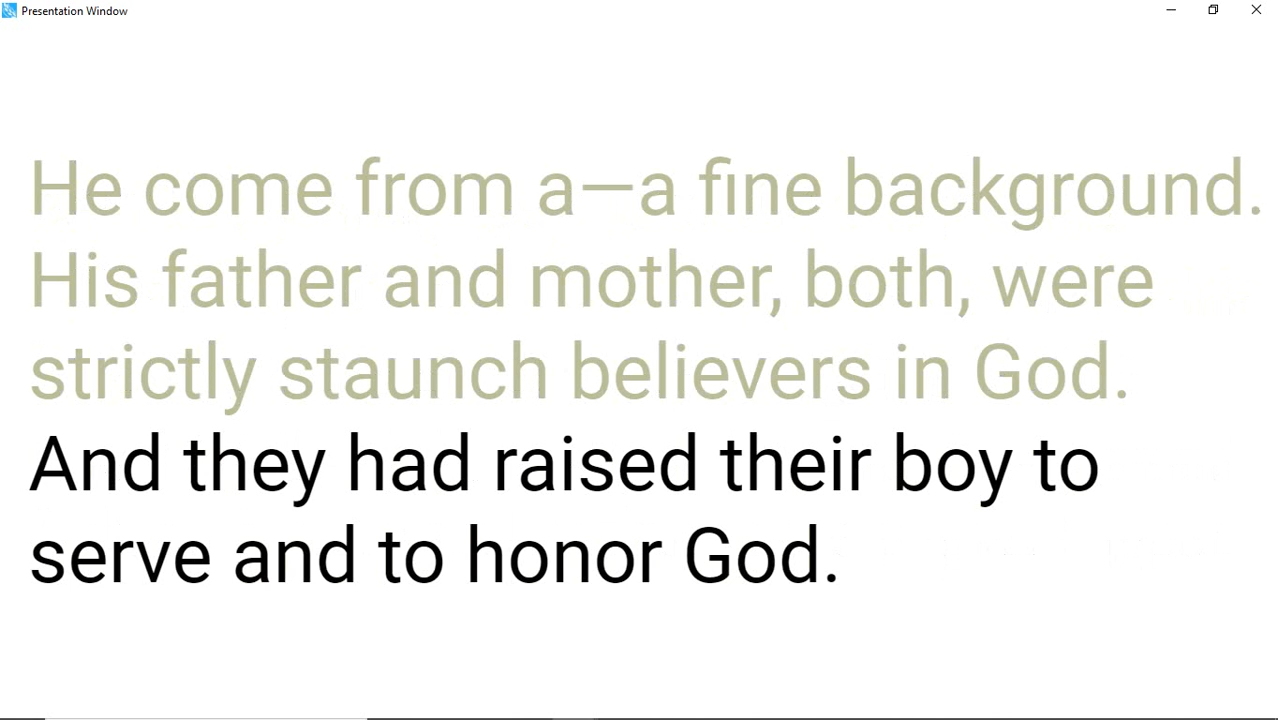 Presentation Window
He come from a—a fine background.
His father and mother, both, were
strictly staunch believers in God.
And they had raised their boy to
serve and to honor God.